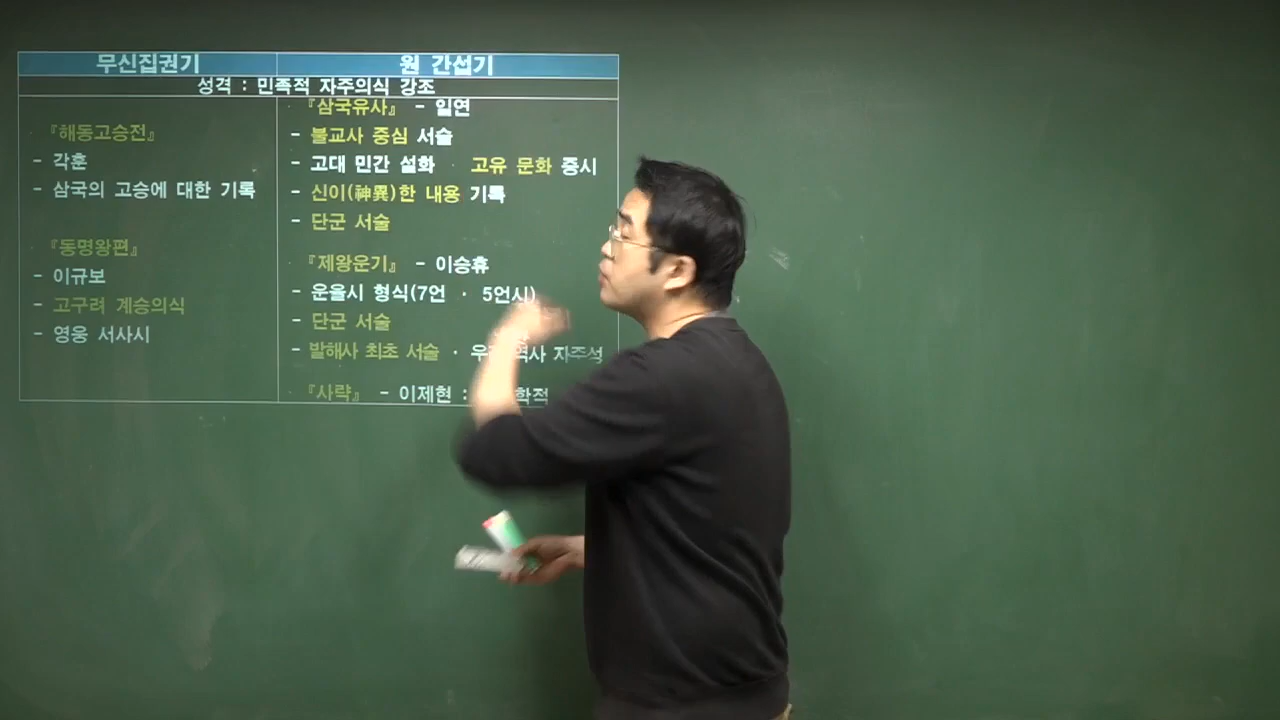 무신집권기
원 간섭기
성격 : 민족적 자주의식 강조
『해동고승전』
- 각훈
- 삼국의 고승에 대한 기록
『동명왕편』
- 이규보
- 고구려 계승의식
- 영웅 서사시
『삼국유사』 - 일연
- 불교사 중심 서술
- 고대 민간 설화 · 고유 문화 중시
- 신이(神異)한 내용 기록
- 단군 서술
『제왕운기』 - 이승휴
- 운율시 형식(7언 · 5언시)
- 단군 서술
- 발해사 최초 서술 · 역사 자주성
『사략』 - 이제현 :